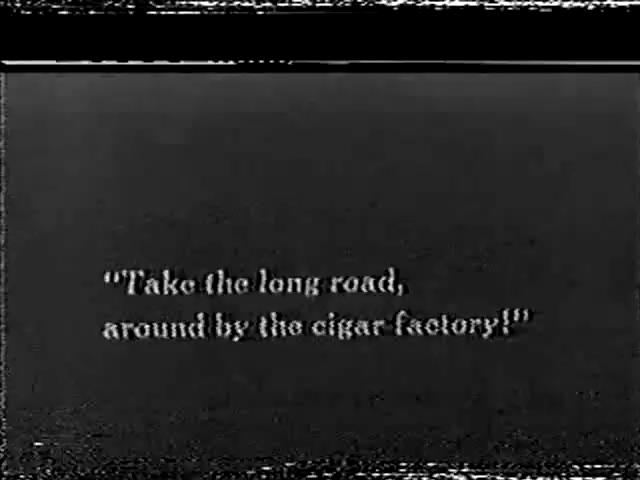 "Take the long road,
around by the cigar factory!"